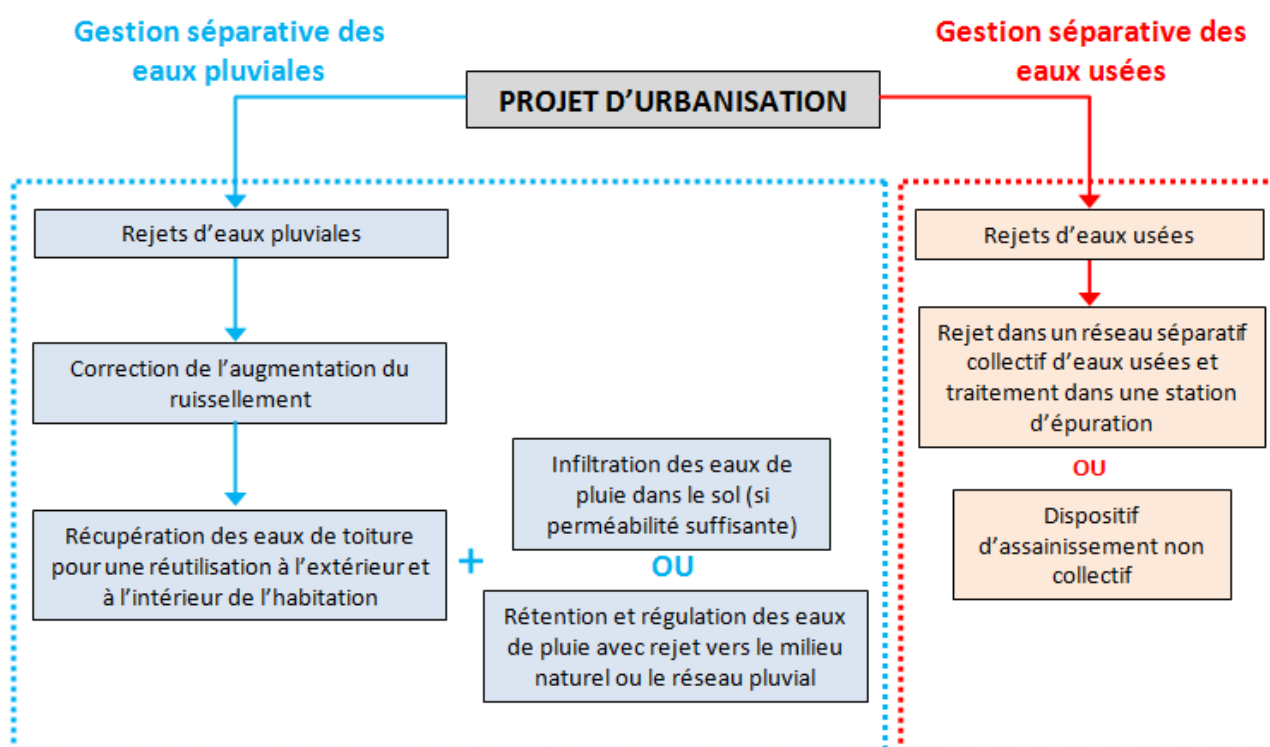 Gestion séparative des
eaux pluviales
Gestion séparative des
eaux usées
PROJET D'URBANISATION
Rejets d'eaux pluviales
Correction de l'augmentation du
ruissellement
Récupération des eaux de toiture
pour une réutilisation à l'extérieur et
à l'intérieur de l'habitation
+
Infiltration des eaux de
pluie dans le sol (si
perméabilité suffisante)
OU
Rétention et régulation des eaux
de pluie avec rejet vers le milieu
naturel ou le réseau pluvial
Rejets d'eaux usées
Rejet dans un réseau séparatif
collectif d'eaux usées et
traitement dans une station
d'épuration
OU
Dispositif
d'assainissement non
collectif